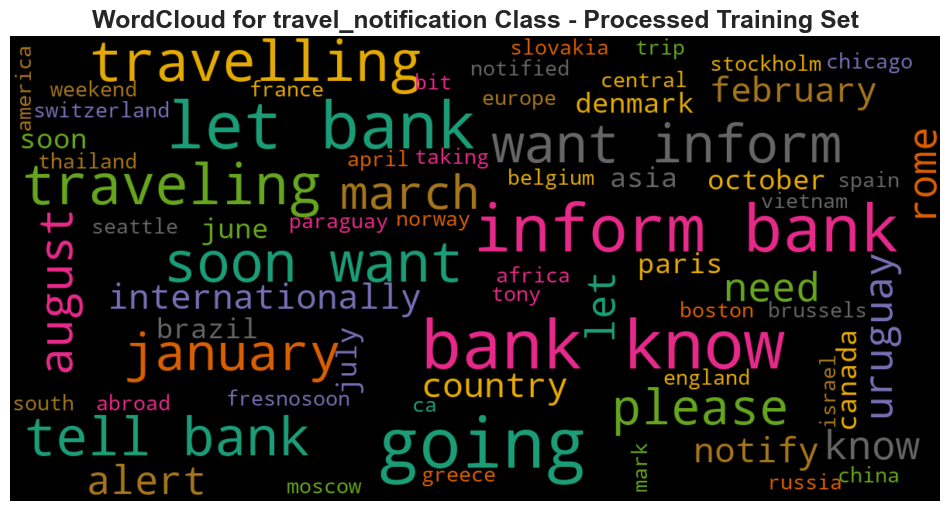 WordCloud for travel_notification Class - Processed Training Set
travelling
slovakia
trip
america
weekend
france
bit
notified
central
stockholm
chicago
switzerland
let bank
europe
denmark
february
soon
want inform
rome
thailand
april
taking
traveling
march
belgium
asia
october
spain
vietnam
august
seattle
june
paraguay
norway
inform bank
soon want
africa
paris
need
internationally
tony
let
boston
brussels
uruguay
brazil
january
july
bank know
england
israel
canada
country
south
abroad
fresnosoon
ca
please
tell bank
going
mark
notify
know
alert
moscow
greece
russia
china